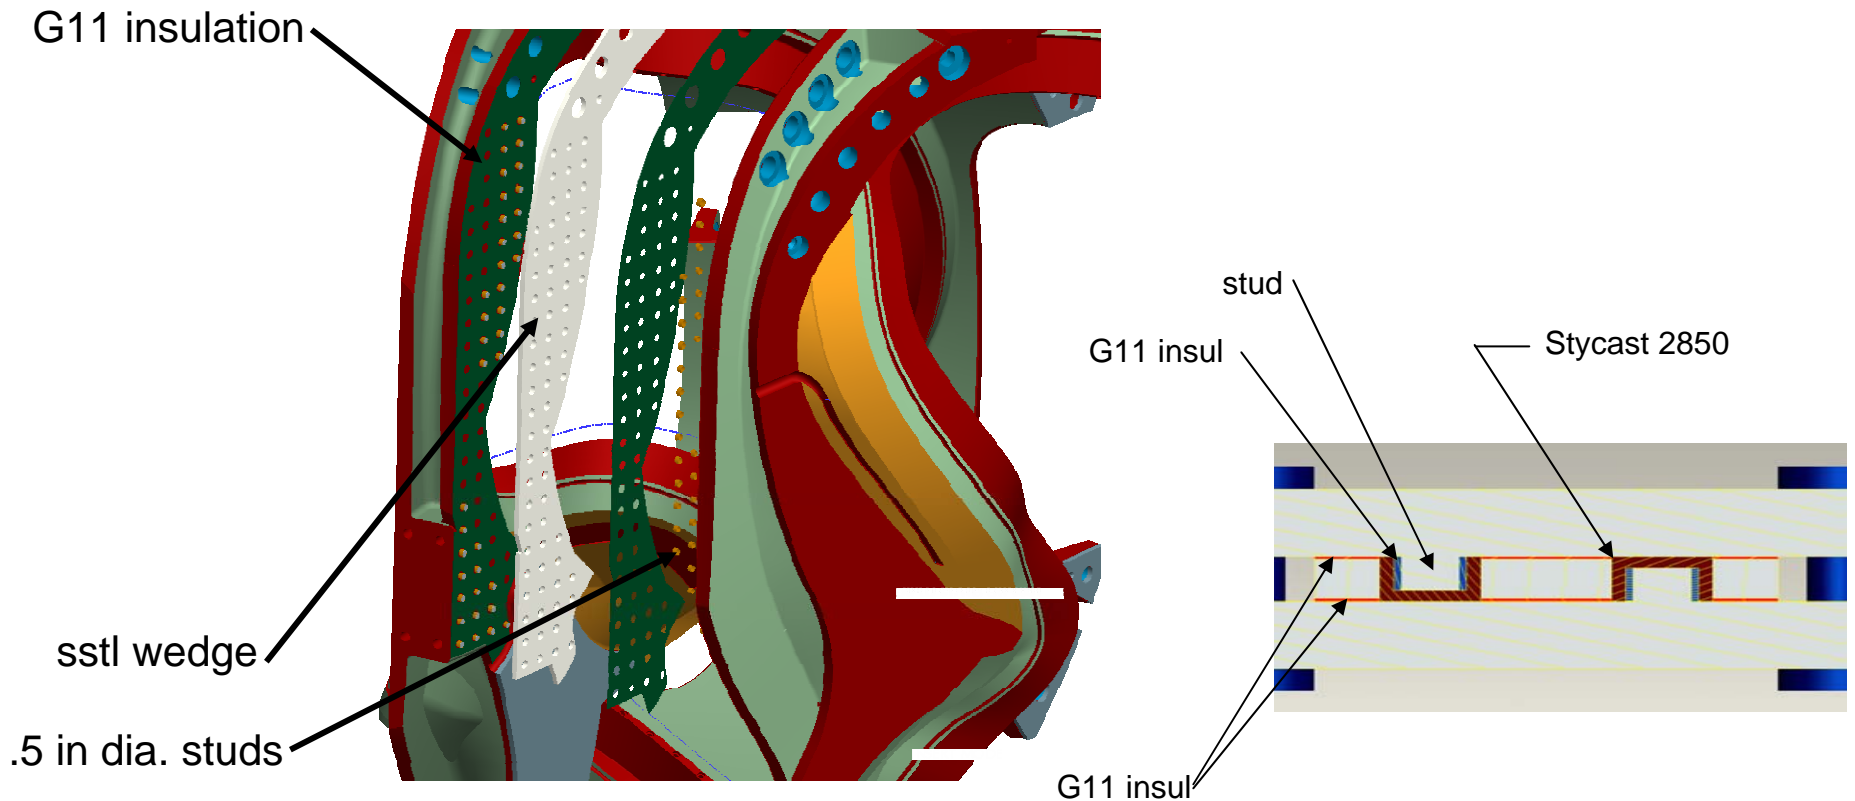 G11 insulation
sstl wedge
.5 in dia. studs
stud
G11 insul
Stycast 2850
G11 insul